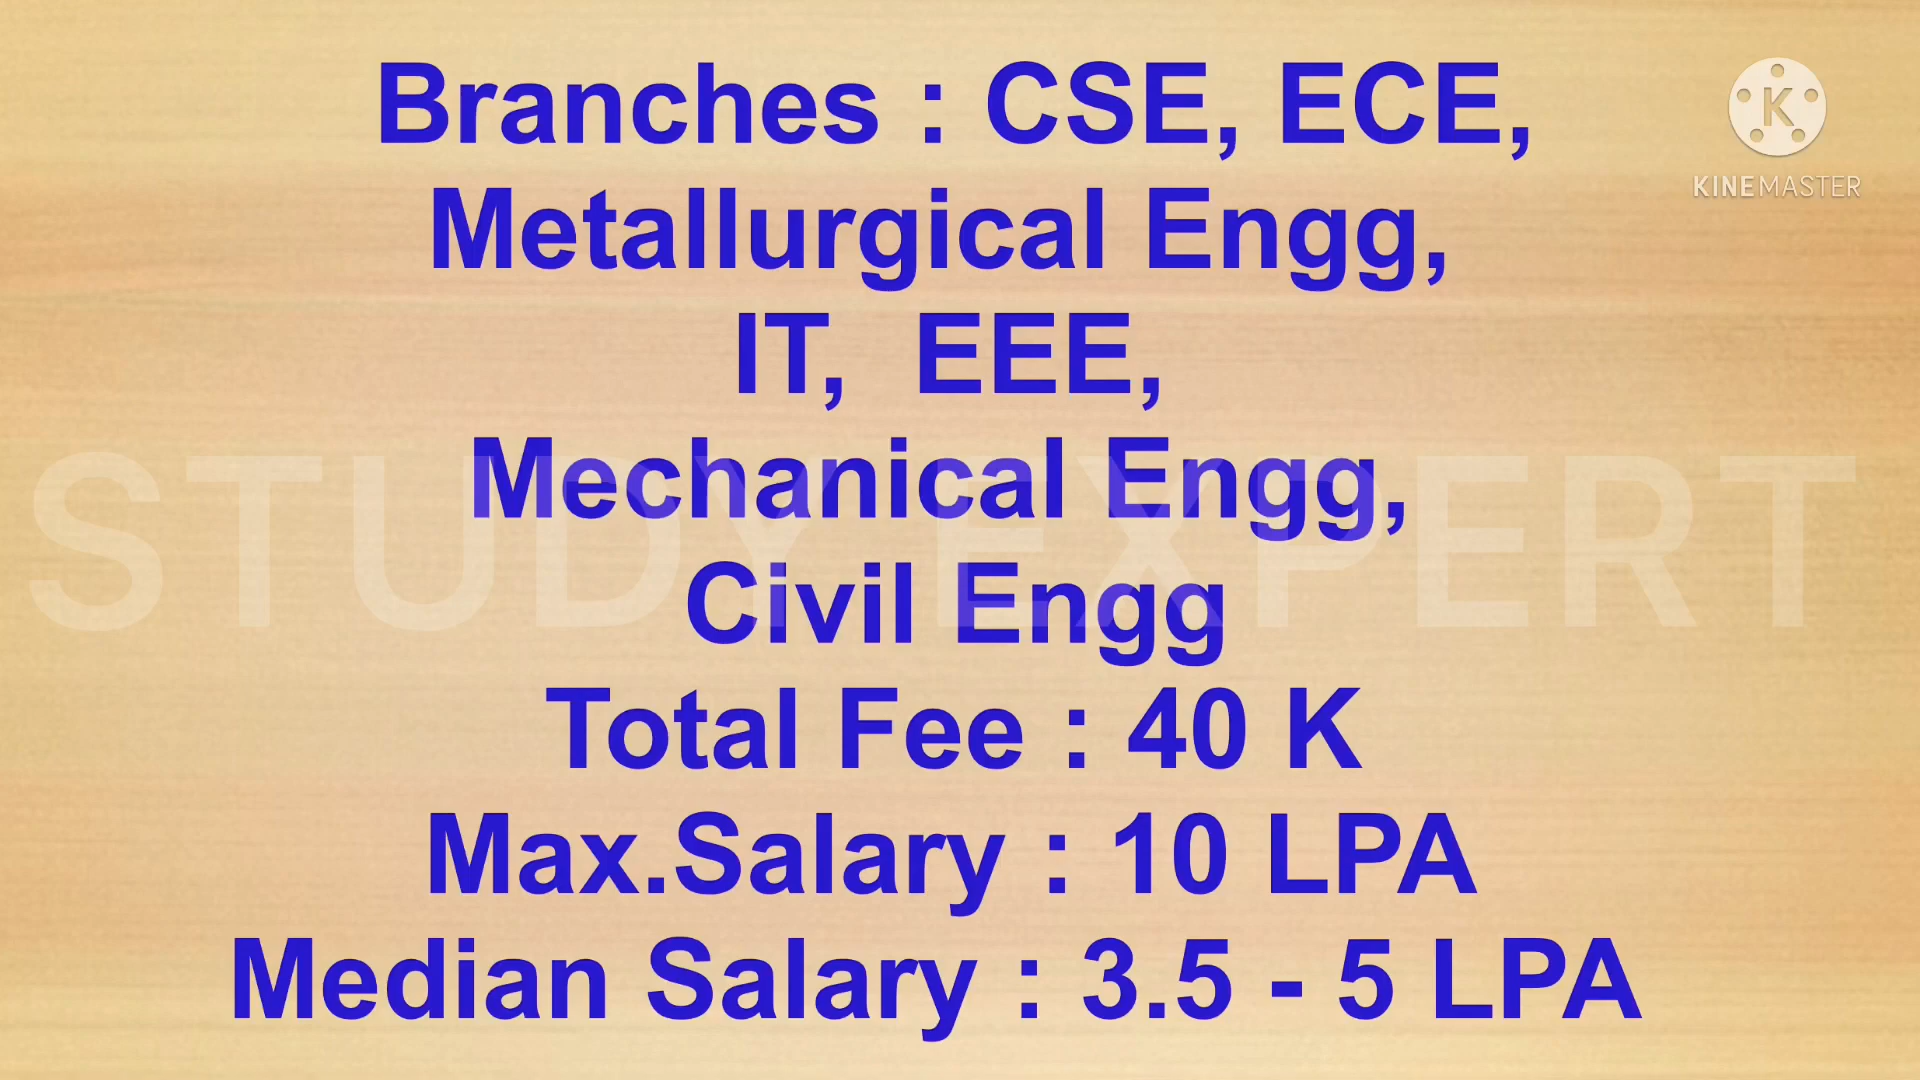 Branches : CSE, ECE,
KINEMASTER
Metallurgical Engg,
IT, EEE,
Mechanical Engg,
STUDY EXPERT
Civil Engg
Total Fee : 40 K
Max.Salary : 10 LPA
Median Salary : 3.5 - 5 LPA